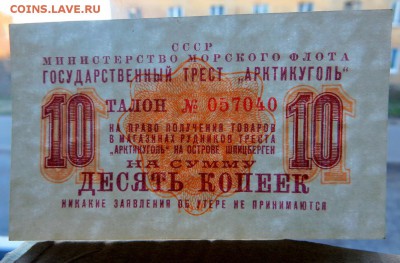 COINS.LAVE.RU
СССР
МИНИСТЕРСТВО МОРСКОГО ФЛОТА
ГОСУДАРСТВЕННЫЙ ТРЕСТ „АРКТИКУГОЛЬ"
ТАЛОН № 057040
10 10
НА ПРАВО ПОЛУЧЕНИЯ ТОВАРОВ
В МАГАЗИНАХ РУДНИКОВ ТРЕСТА
„АРКТИКУГОЛЬ" НА ОСТРОВЕ ШПИЦБЕРГЕН
НА СУММУ
ДЕСЯТЬ КОПЕЕК
НИКАКИЕ ЗАЯВЛЕНИЯ ОБ УТЕРЕ НЕ ПРИНИМАЮТСЯ